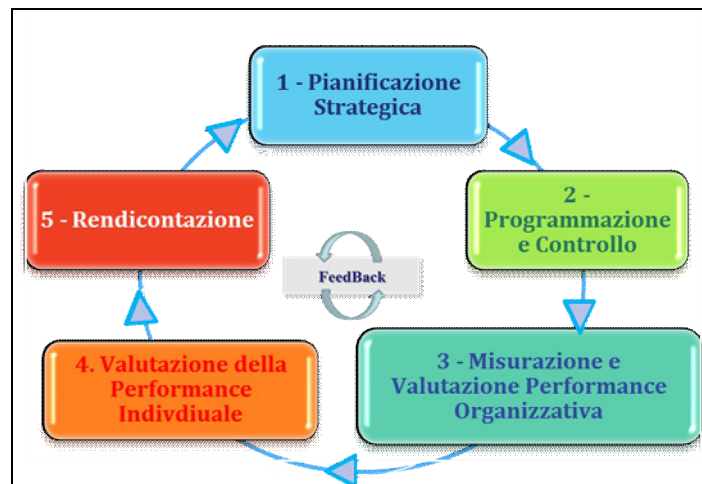 1 - Pianificazione
Strategica
2 -
Programmazione
e Controllo
3 - Misurazione e
Valutazione Performance
Organizzativa
4. Valutazione della
Performance
Indivdiuale
5 - Rendicontazione
FeedBack